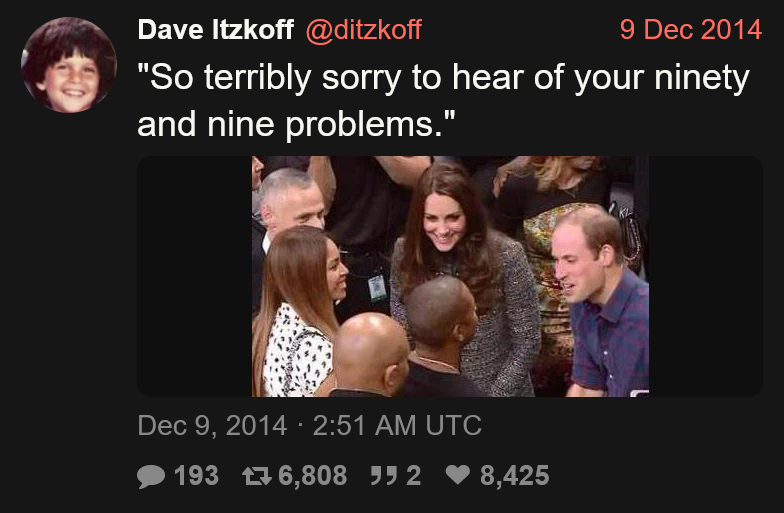 Dave Itzkoff @ditzkoff 9 Dec 2014
"So terribly sorry to hear of your ninety
and nine problems."
Dec 9, 2014 · 2:51 AM UTC
193 6,808 2 8,425